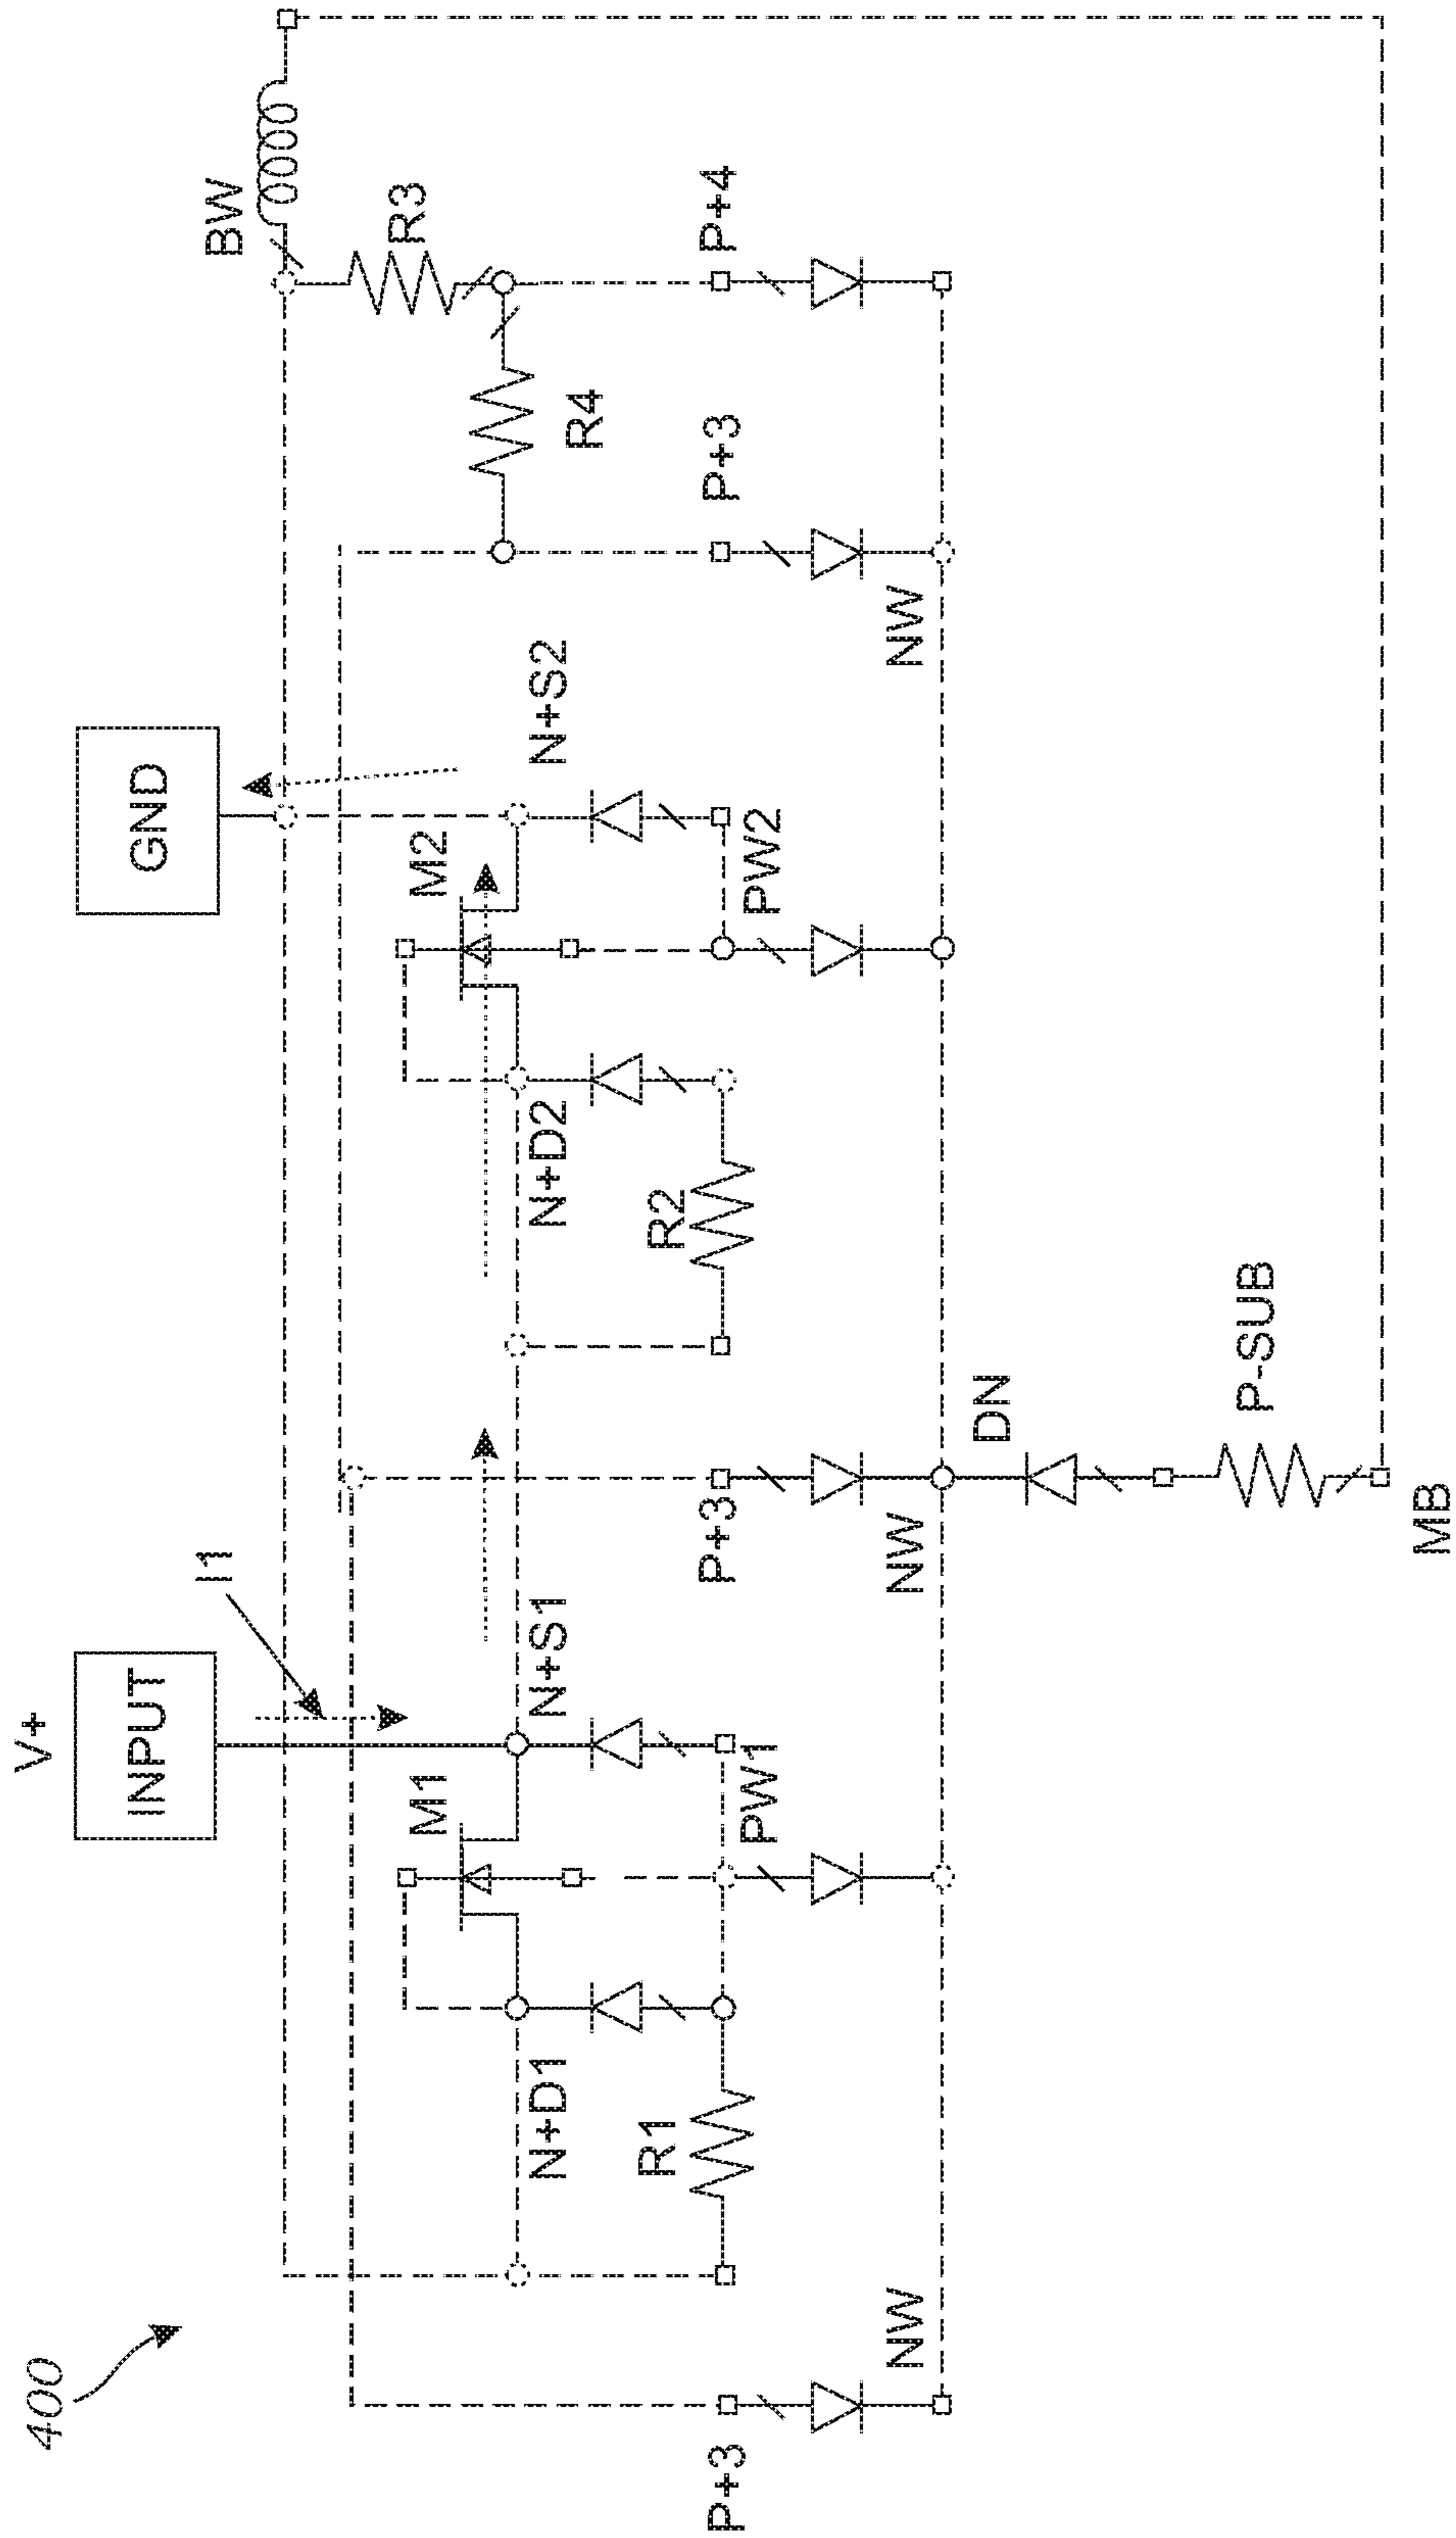 400
V+
INPUT
I1
GND
BW
R3
M1
M2
R4
N+D1
N+S1
N+D2
N+S2
R1
R2
P+3
PW1
P+3
PW2
P+3
P+4
NW
NW
NW
DN
P-SUB
MB